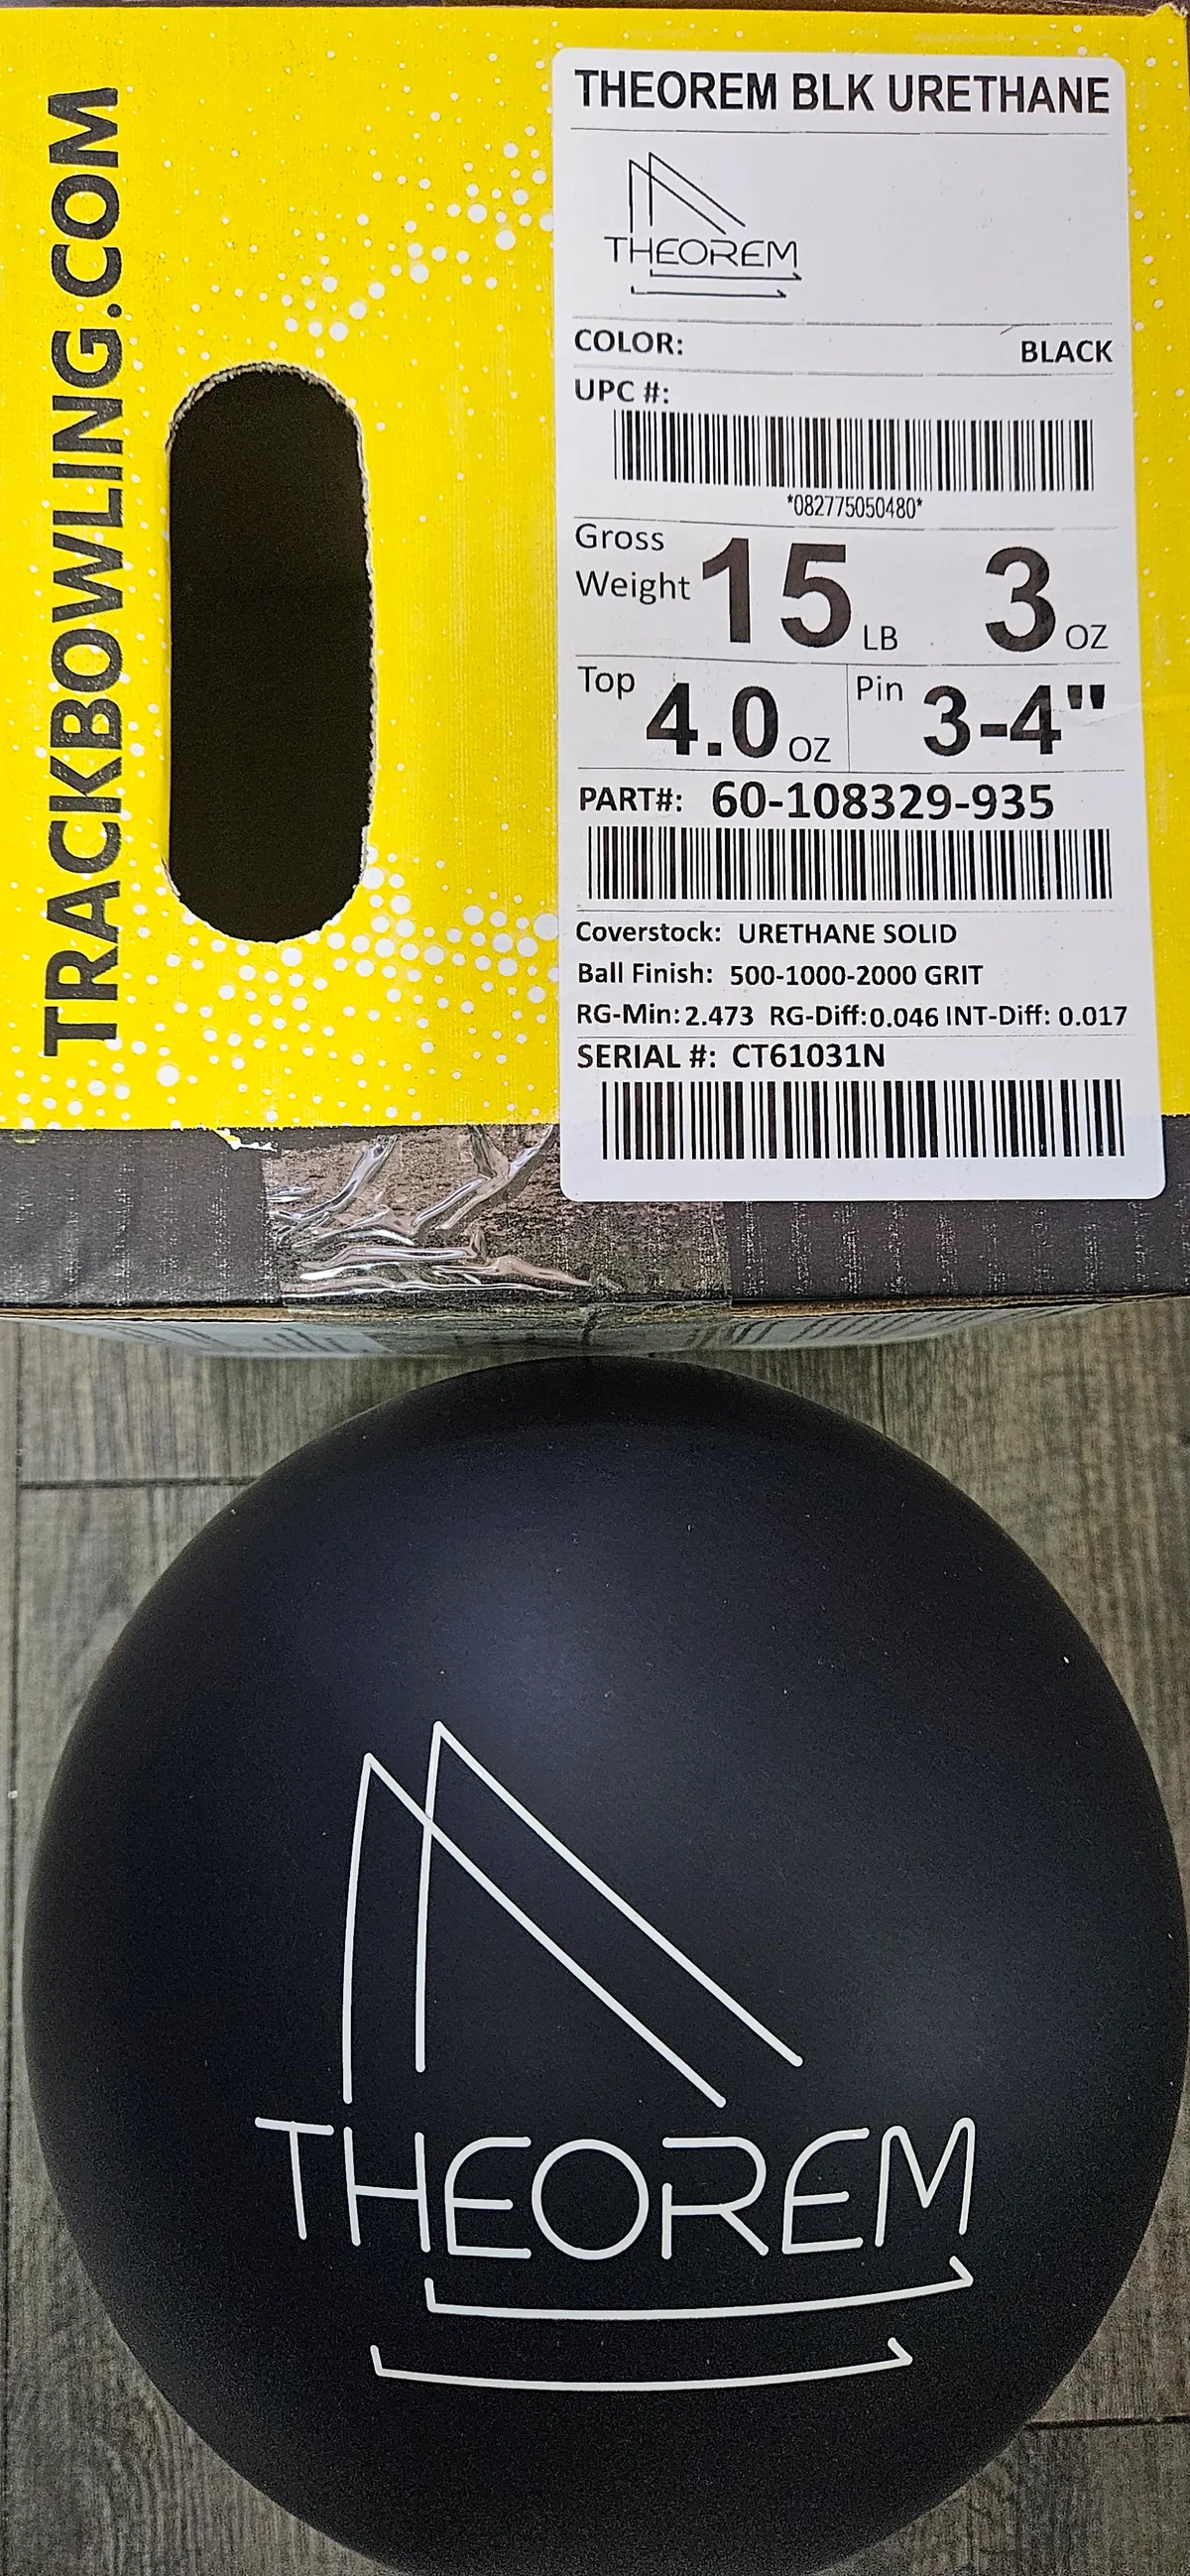 TRACKBOWLING.COM
THEOREM BLK URETHANE
THEOREM
COLOR: BLACK
UPC #:
*082775050480*
Gross Weight 15 LB 3 OZ
Top 4.0 OZ Pin 3-4"
PART#: 60-108329-935
Coverstock: URETHANE SOLID
Ball Finish: 500-1000-2000 GRIT
RG-Min: 2.473 RG-Diff: 0.046 INT-Diff: 0.017
SERIAL #: CT61031N
THEOREM